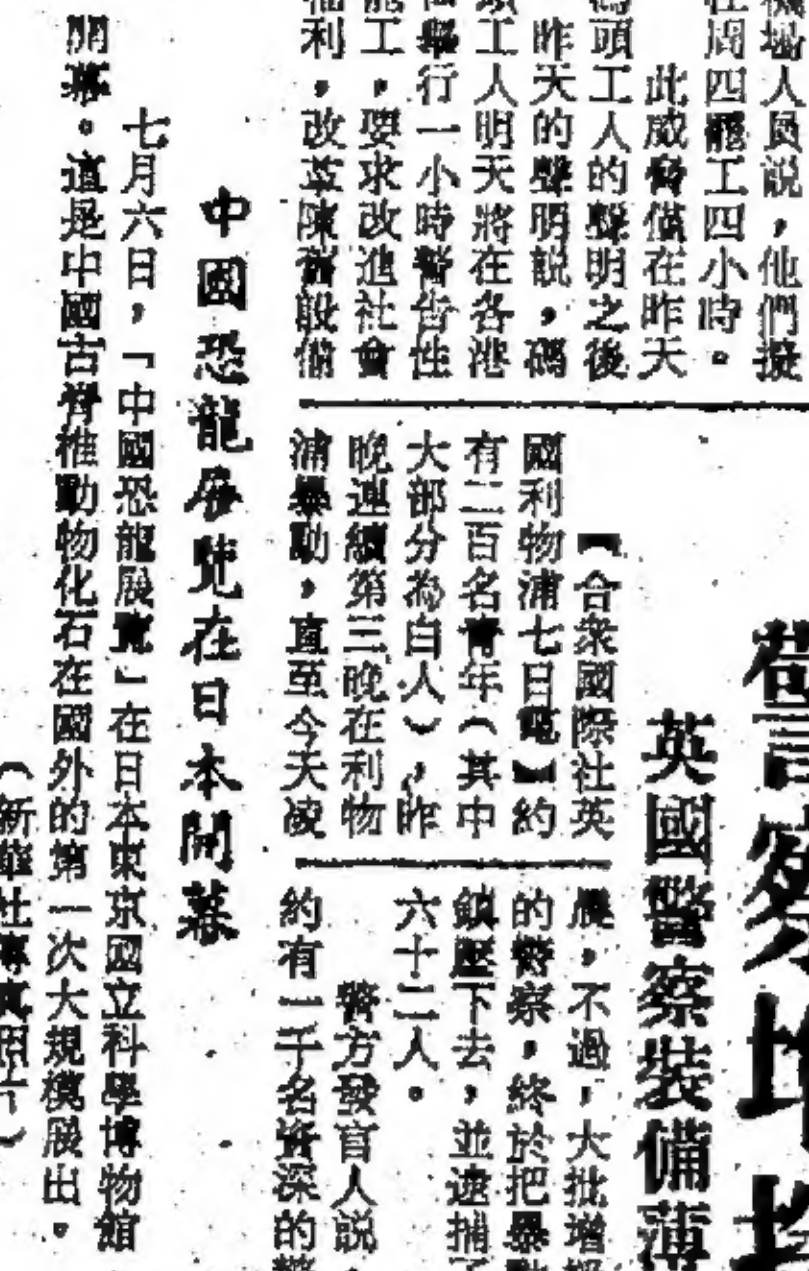 機場人員說，他們擬
在周四罷工四小時。
此威脅係在昨天
碼頭工人的聲明之後
昨天的聲明說，碼
頭工人明天將在各港
舉行一小時警告性
罷工，要求改進社會
福利，改革陳舊設備
英國警察裝備薄
【合衆國際社英
國利物浦七日電】約
有二百名青年（其中
大部分為白人），昨
晚連續第三晚在利物
浦暴動，直至今天凌
晨，不過，大批增
的警察，終於把暴動
鎮壓下去，並逮捕了
六十二人。
警方發言人說，
約有一千名資深的警
中國恐龍展覽在日本開幕
七月六日，「中國恐龍展覽」在日本東京國立科學博物館
開幕。這是中國古脊椎動物化石在國外的第一次大規模展出。
（新華社傳真照片）